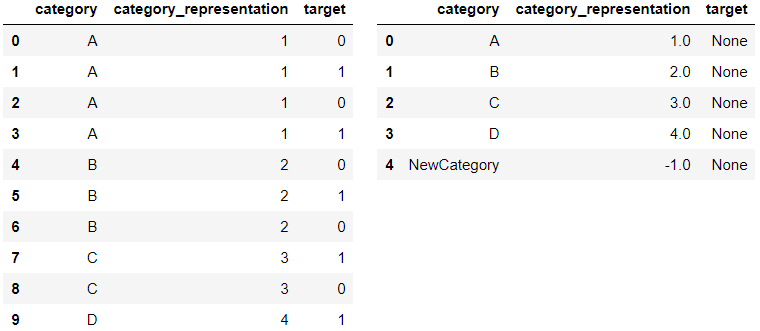 category category_representation target
0 A 1 0
1 A 1 1
2 A 1 0
3 A 1 1
4 B 2 0
5 B 2 1
6 B 2 0
7 C 3 1
8 C 3 0
9 D 4 1
category category_representation target
0 A 1.0 None
1 B 2.0 None
2 C 3.0 None
3 D 4.0 None
4 NewCategory -1.0 None